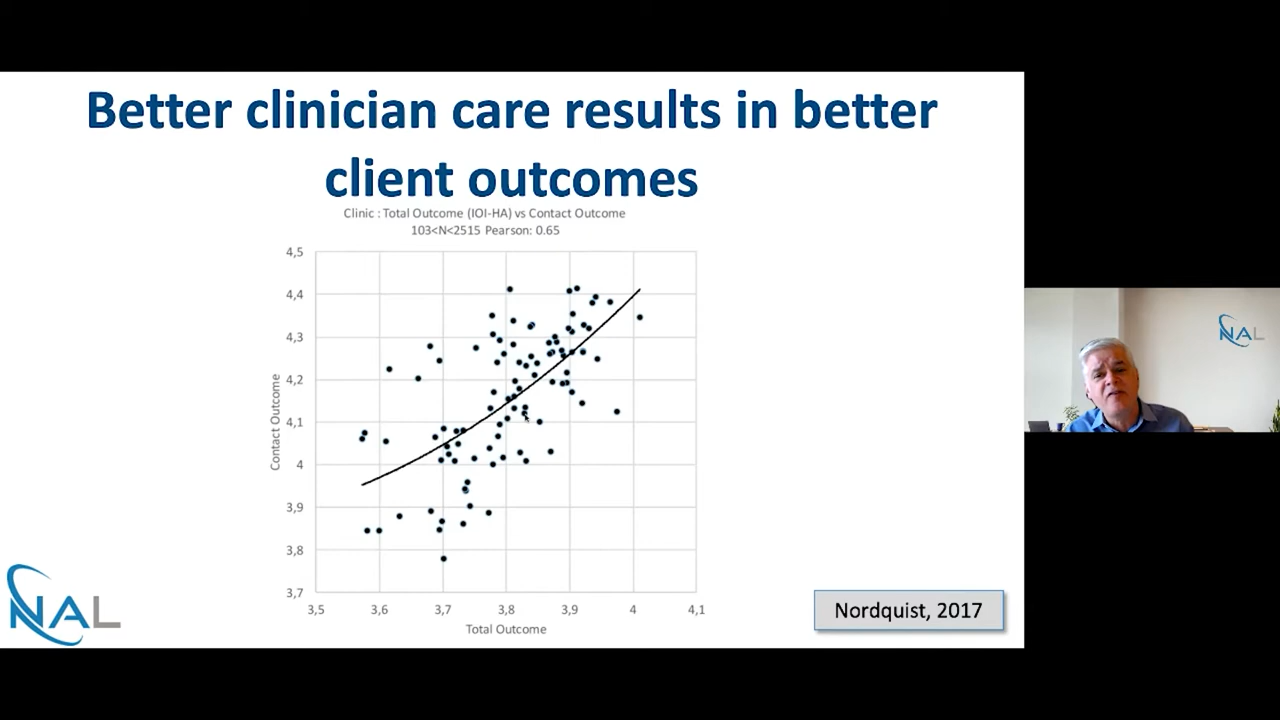 Better clinician care results in better
client outcomes
Clinic : Total Outcome (IOI-HA) vs Contact Outcome
103<N<2515 Pearson: 0.65
4,5
4,4
4,3
4,2
4,1
4
3,9
3,8
3,7
Contact Outcome
3,5 3,6 3,7 3,8 3,9 4 4,1
Total Outcome
NAL
Nordquist, 2017
NAL